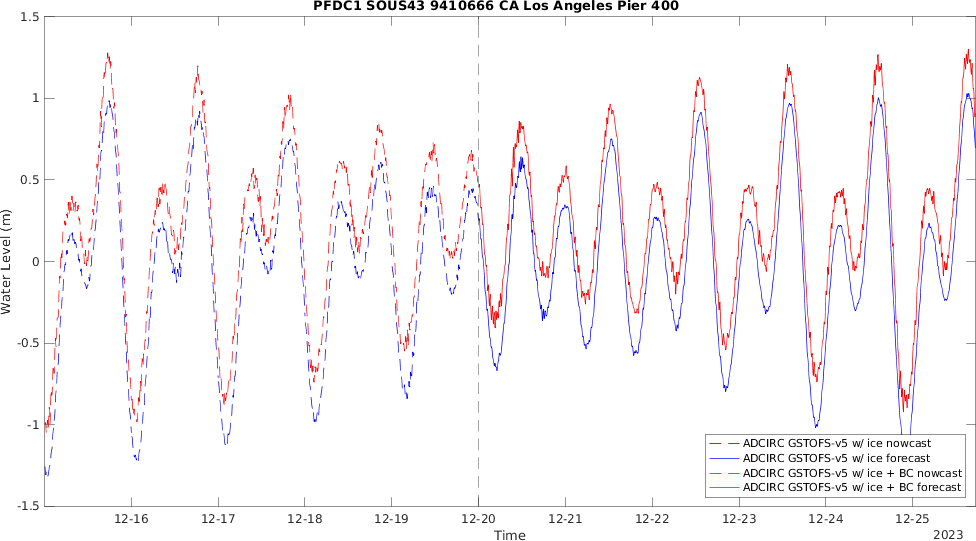 PFDC1 SOUS43 9410666 CA Los Angeles Pier 400
1.5
1
0.5
0
-0.5
-1
-1.5
Water Level (m)
12-16
12-17
12-18
12-19
12-20
12-21
12-22
12-23
12-24
12-25
Time
2023
ADCIRC GSTOFS-v5 w/ ice nowcast
ADCIRC GSTOFS-v5 w/ ice forecast
ADCIRC GSTOFS-v5 w/ ice + BC nowcast
ADCIRC GSTOFS-v5 w/ ice + BC forecast